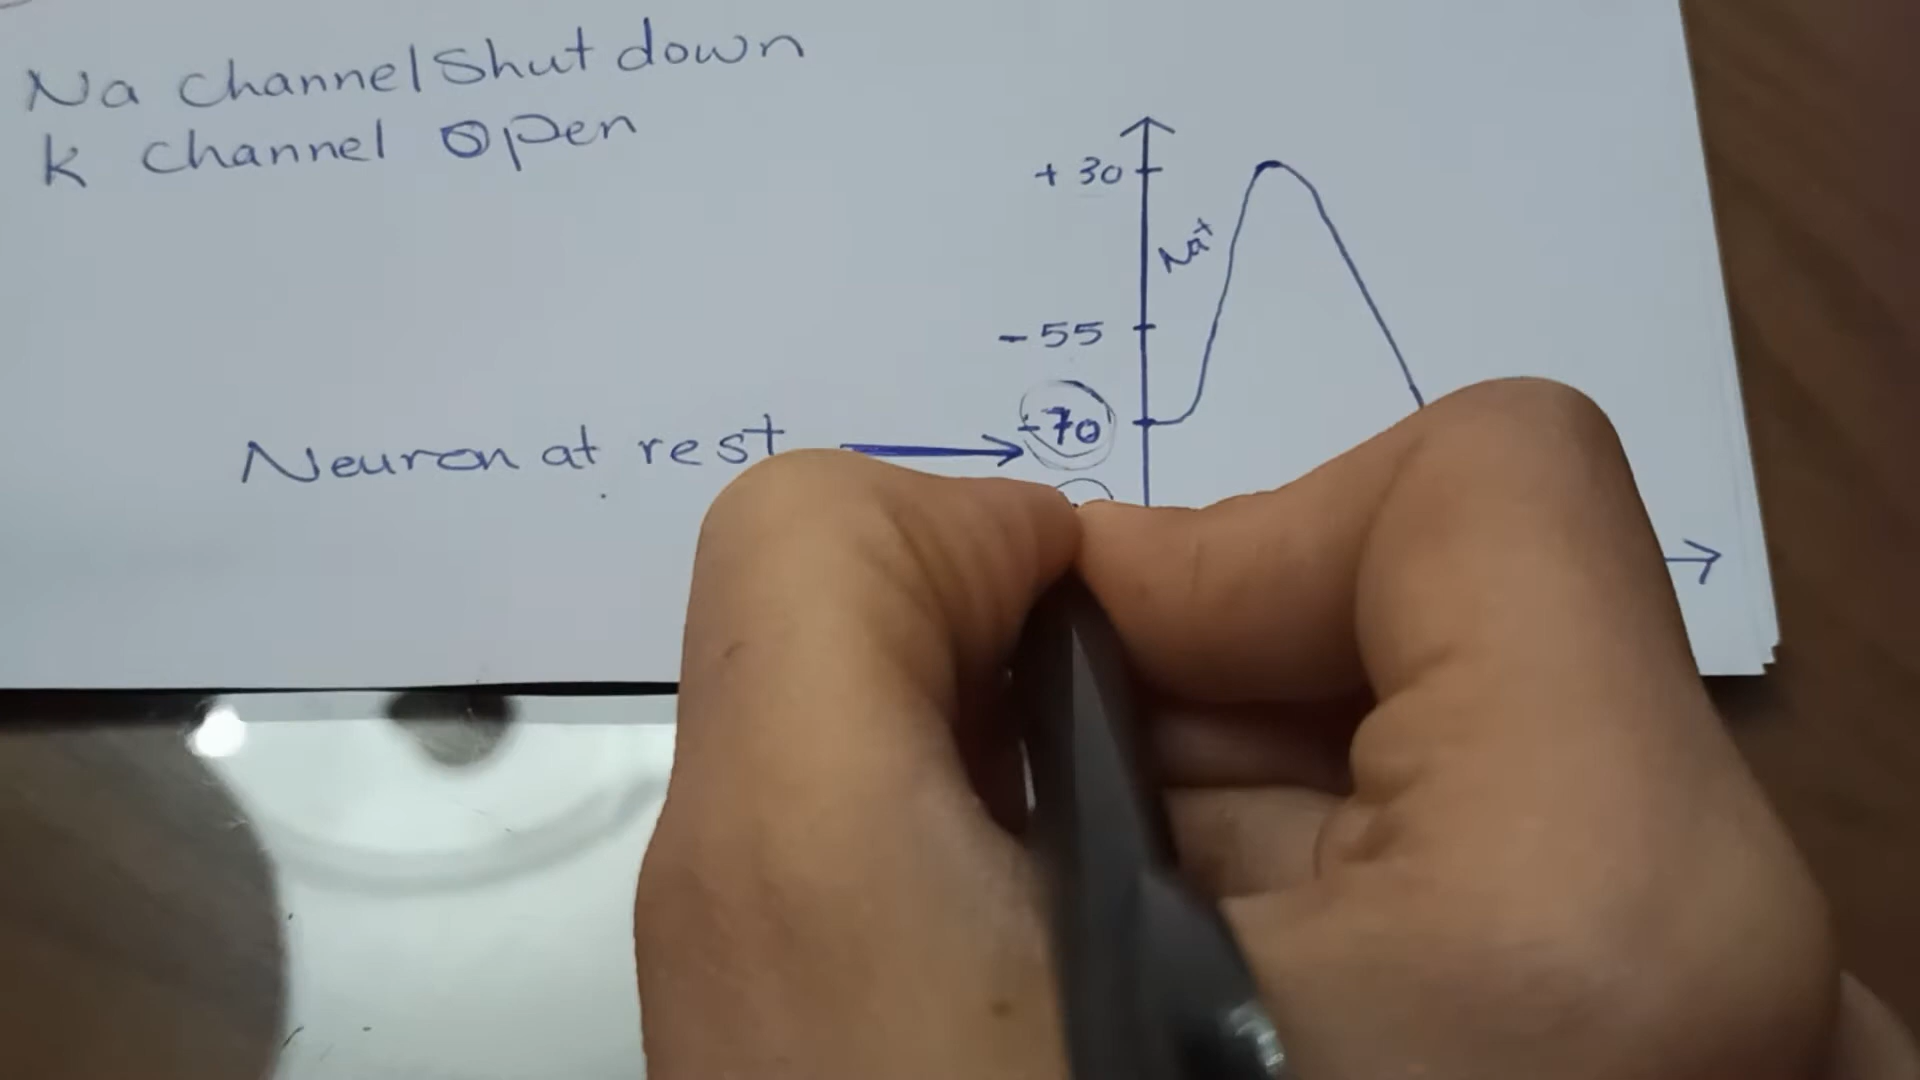 Na channel Shut down
k channel open
+ 30
Na+
- 55
-70
Neuron at rest